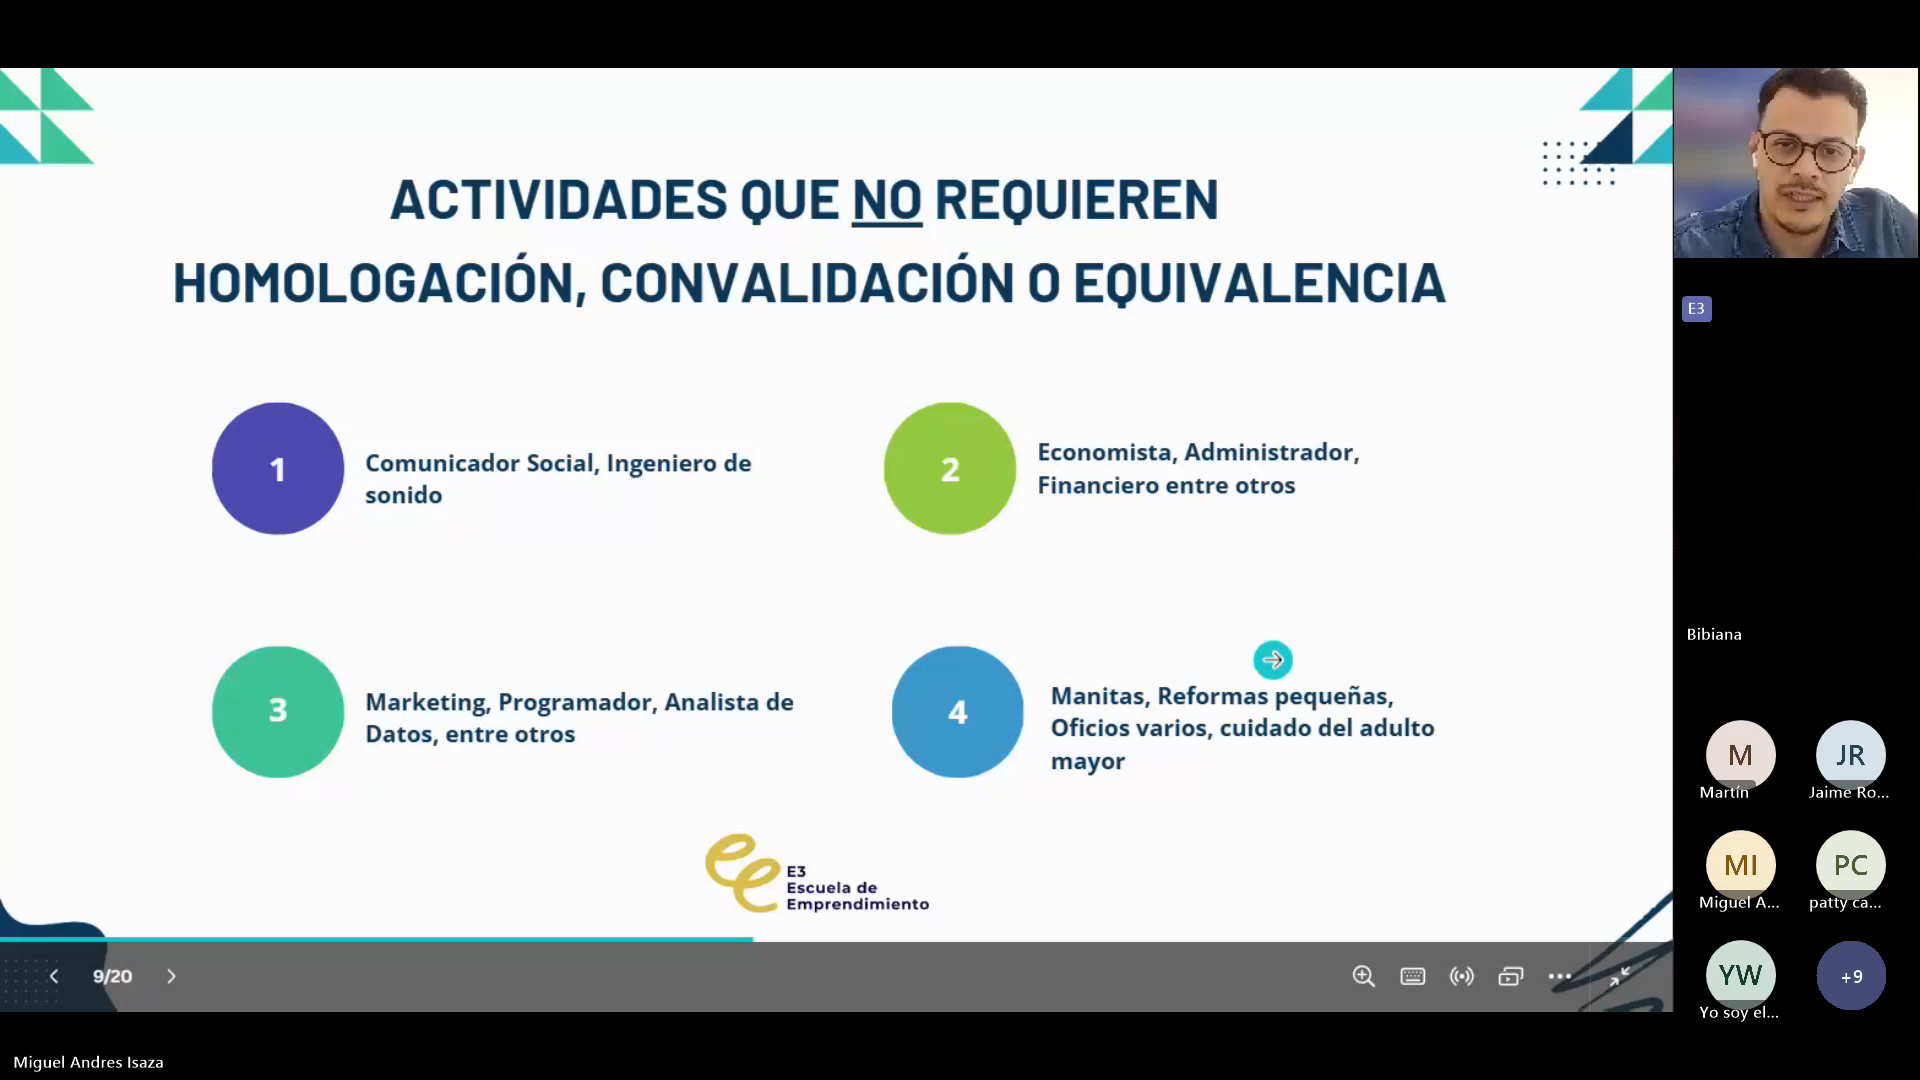 ACTIVIDADES QUE NO REQUIEREN
HOMOLOGACIÓN, CONVALIDACIÓN O EQUIVALENCIA
1
Comunicador Social, Ingeniero de
sonido
2
Economista, Administrador,
Financiero entre otros
3
Marketing, Programador, Analista de
Datos, entre otros
4
Manitas, Reformas pequeñas,
Oficios varios, cuidado del adulto
mayor
E3
Escuela de
Emprendimiento
9/20
Miguel Andres Isaza
E3
Bibiana
M
Martín
JR
Jaime Ro...
MI
Miguel A...
PC
patty ca...
YW
Yo soy el...
+9